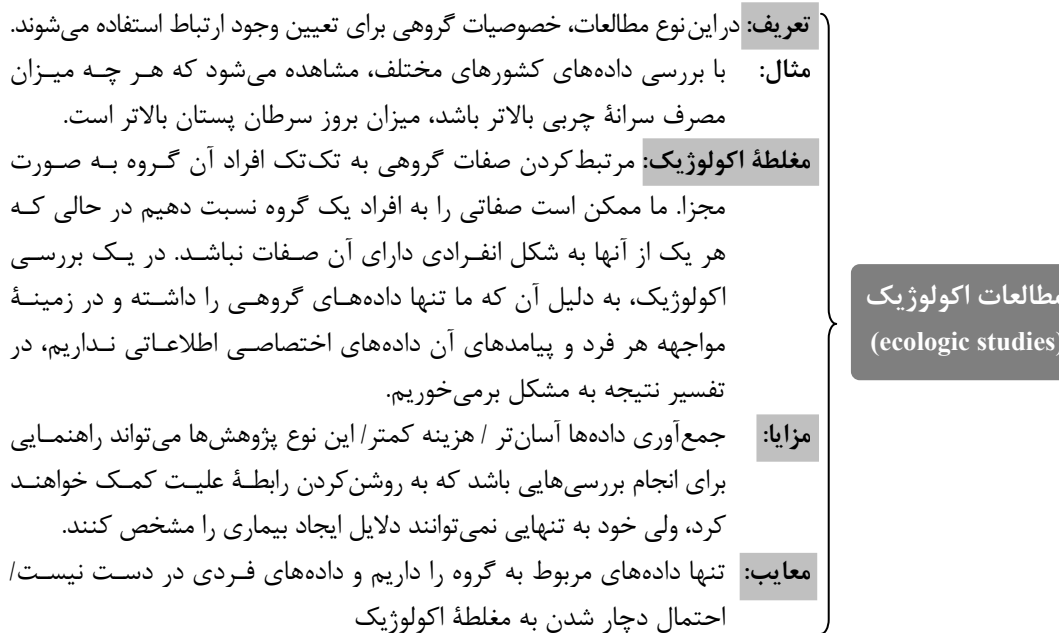 مطالعات اکولوژیک
(ecologic studies)
تعریف: در این نوع مطالعات، خصوصیات گروهی برای تعیین وجود ارتباط استفاده می‌شوند.
مثال: با بررسی داده‌های کشورهای مختلف، مشاهده می‌شود که هر چه میزان
مصرف سرانهٔ چربی بالاتر باشد، میزان بروز سرطان پستان بالاتر است.
مغلطهٔ اکولوژیک: مرتبط کردن صفات گروهی به تک‌تک افراد آن گروه به صورت
مجزا. ما ممکن است صفاتی را به افراد یک گروه نسبت دهیم در حالی که
هر یک از آنها به شکل انفرادی دارای آن صفات نباشد. در یک بررسی
اکولوژیک، به دلیل آن که ما تنها داده‌های گروهی را داشته و در زمینهٔ
مواجهه هر فرد و پیامدهای آن داده‌های اختصاصی اطلاعاتی نداریم، در
تفسیر نتیجه به مشکل برمی‌خوریم.
مزایا: جمع‌آوری داده‌ها آسان‌تر / هزینه کمتر/ این نوع پژوهش‌ها می‌تواند راهنمایی
برای انجام بررسی‌هایی باشد که به روشن‌کردن رابطهٔ علیت کمک خواهند
کرد، ولی خود به تنهایی نمی‌توانند دلایل ایجاد بیماری را مشخص کنند.
معایب: تنها داده‌های مربوط به گروه را داریم و داده‌های فردی در دست نیست/
احتمال دچار شدن به مغلطهٔ اکولوژیک